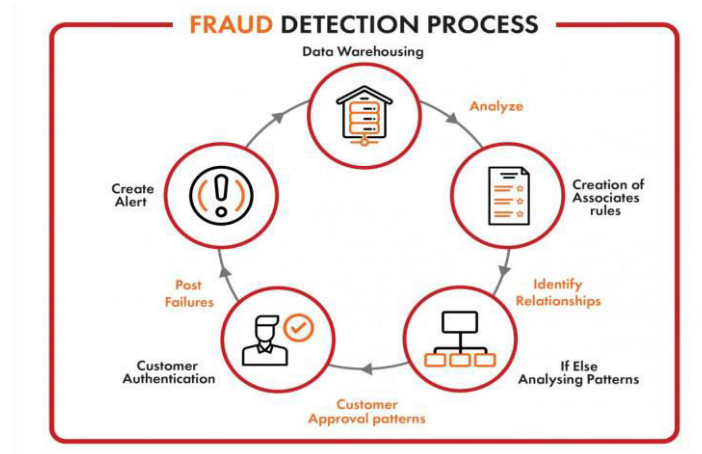 FRAUD DETECTION PROCESS
Data Warehousing
Analyze
Creation of
Associates
rules
Identify
Relationships
If Else
Analysing Patterns
Customer
Approval patterns
Customer
Authentication
Post
Failures
Create
Alert